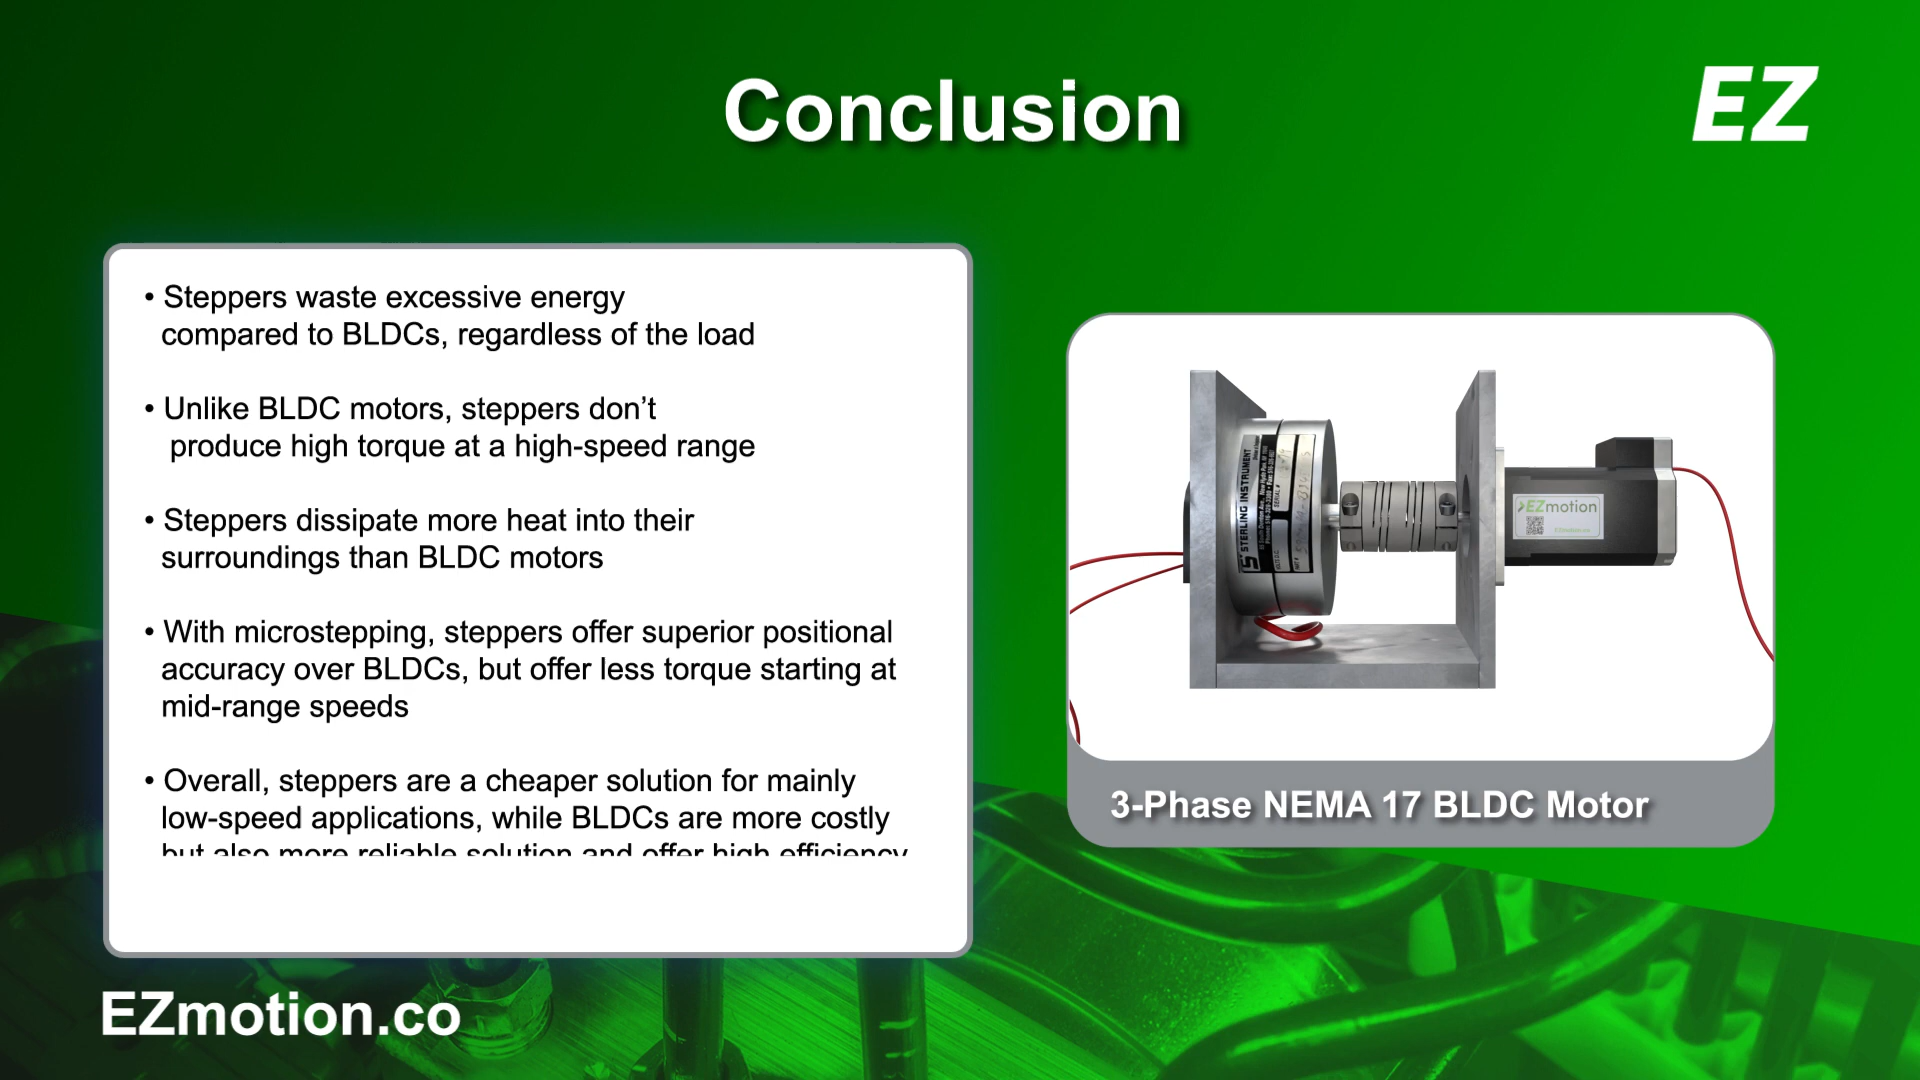 Conclusion
EZ
• Steppers waste excessive energy
compared to BLDCs, regardless of the load
• Unlike BLDC motors, steppers don’t
produce high torque at a high-speed range
• Steppers dissipate more heat into their
surroundings than BLDC motors
• With microstepping, steppers offer superior positional
accuracy over BLDCs, but offer less torque starting at
mid-range speeds
• Overall, steppers are a cheaper solution for mainly
low-speed applications, while BLDCs are more costly
but also more reliable solution and offer high efficiency
STERLING INSTRUMENT
SERIAL #
EZmotion
3-Phase NEMA 17 BLDC Motor
EZmotion.co